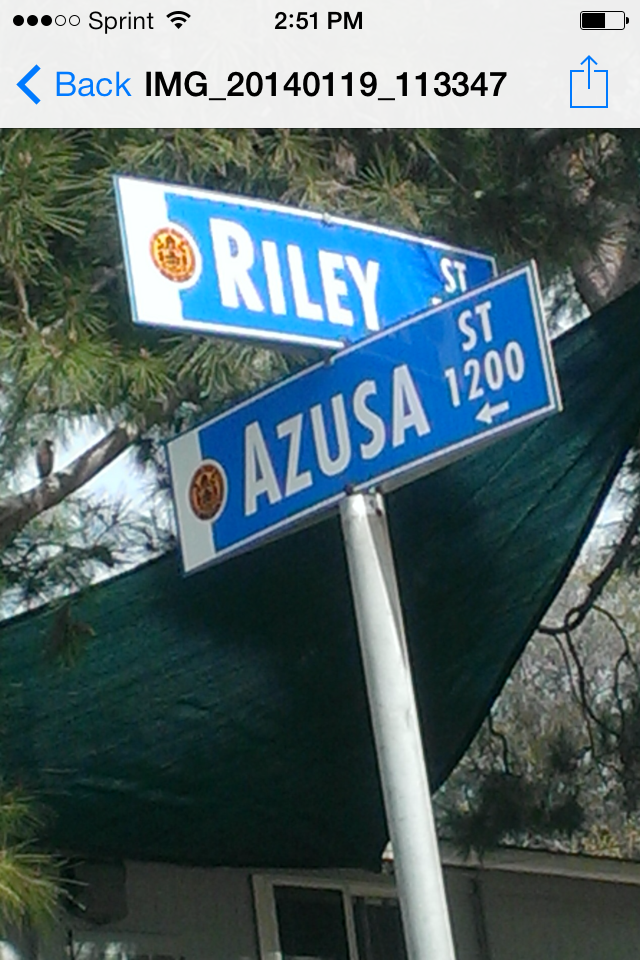 Sprint 2:51 PM
Back IMG_20140119_113347
RILEY ST
AZUSA ST
1200